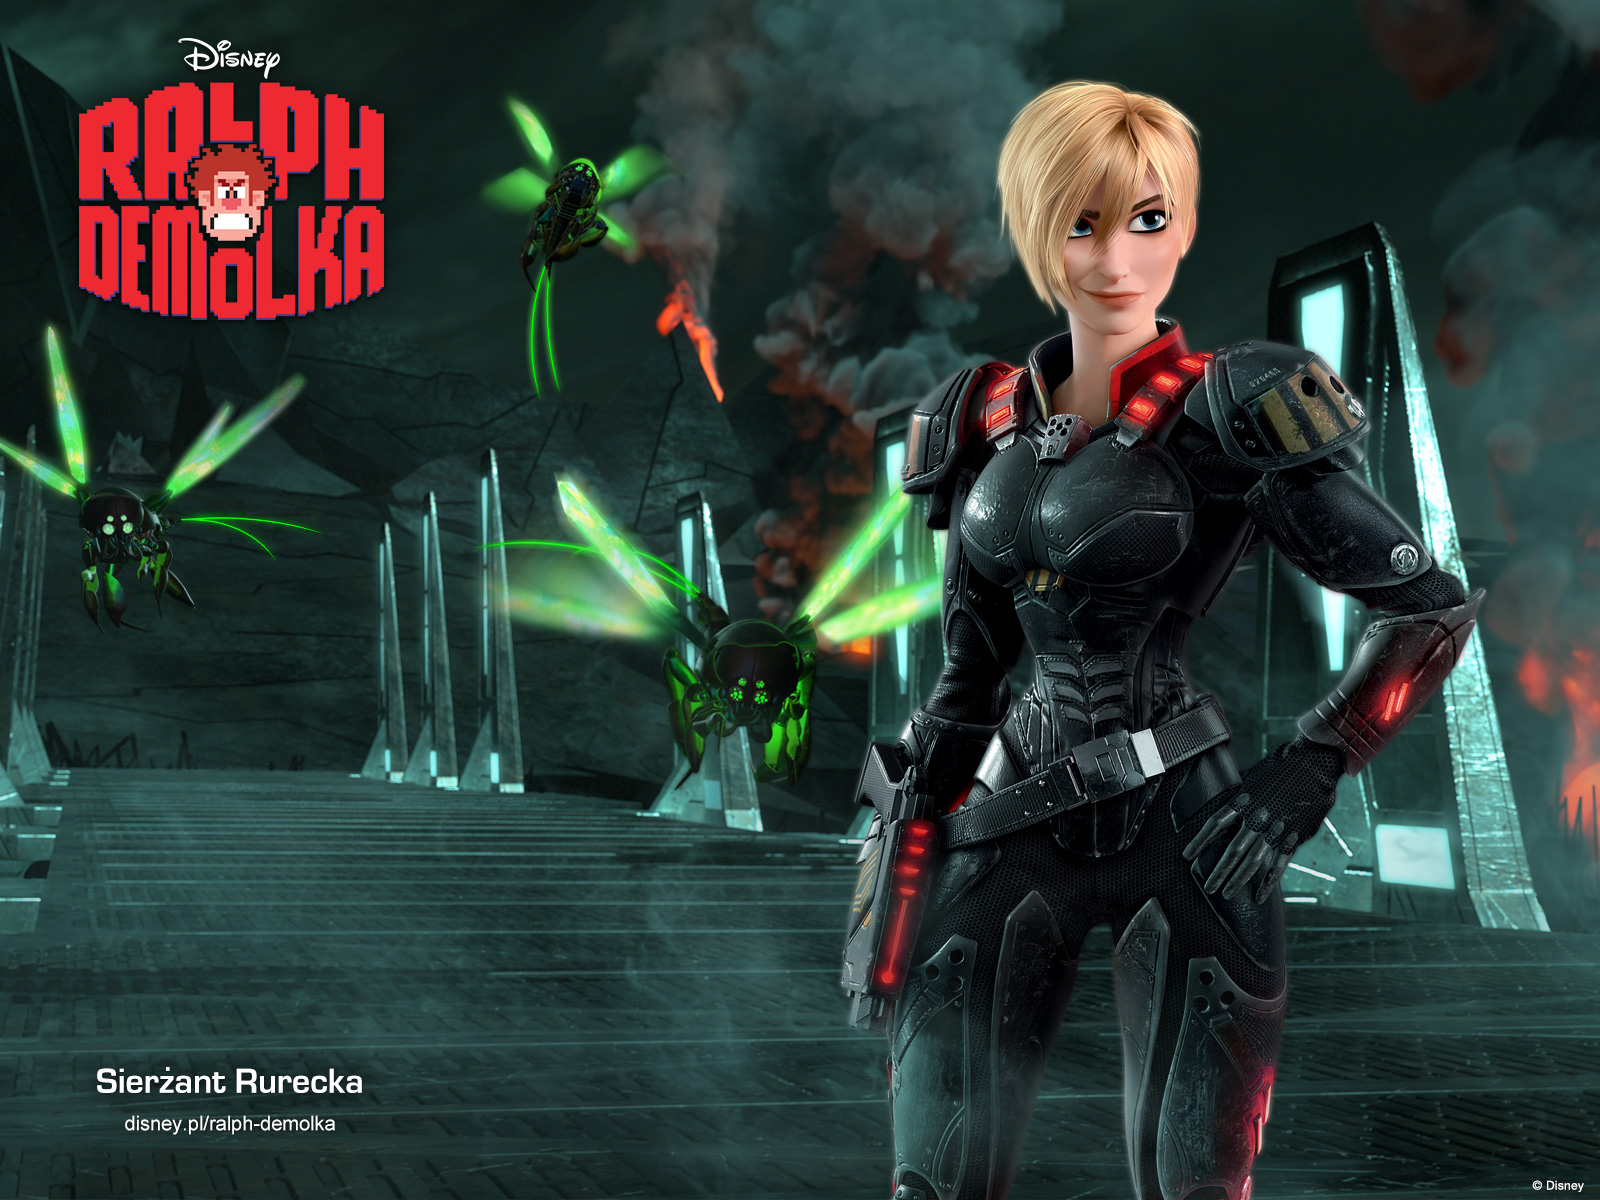 Disney
RALPH
DEMOLKA
Sierżant Rurecka
disney.pl/ralph-demolka
© Disney